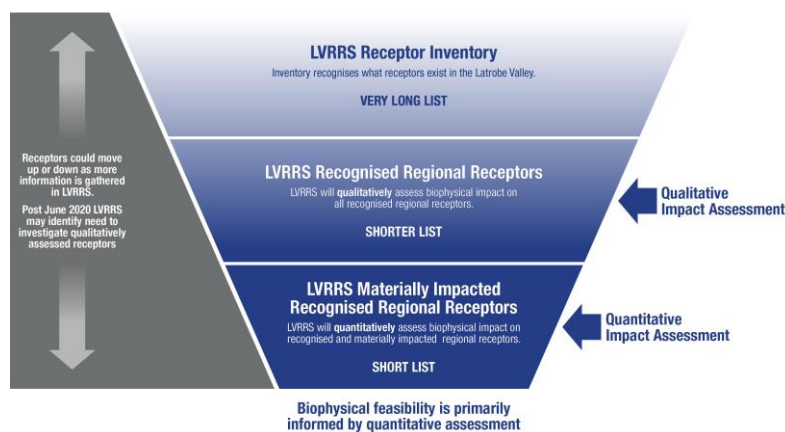 LVRRS Receptor Inventory
Inventory recognises what receptors exist in the Latrobe Valley.
VERY LONG LIST
Receptors could move
up or down as more
information is gathered
in LVRRS.
Post June 2020 LVRRS
may identify need to
investigate qualitatively
assessed receptors
LVRRS Recognised Regional Receptors
LVRRS will qualitatively assess biophysical impact on
all recognised regional receptors.
SHORTER LIST
Qualitative
Impact Assessment
LVRRS Materially Impacted
Recognised Regional Receptors
LVRRS will quantitatively assess biophysical impact on
recognised and materially impacted regional receptors.
SHORT LIST
Quantitative
Impact Assessment
Biophysical feasibility is primarily
informed by quantitative assessment